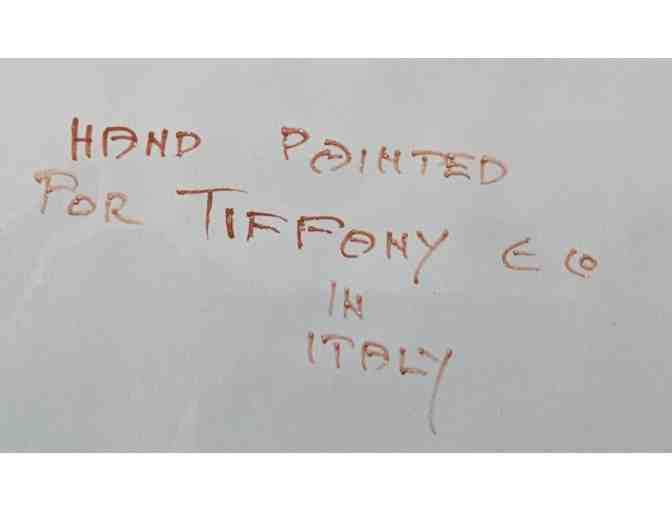 HAND PAINTED
FOR TIFFANY & CO
IN
ITALY